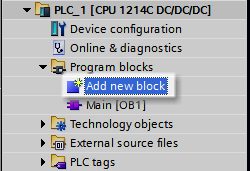 PLC_1 [CPU 1214C DC/DC/DC]
Device configuration
Online & diagnostics
Program blocks
Add new block
Main [OB1]
Technology objects
External source files
PLC tags